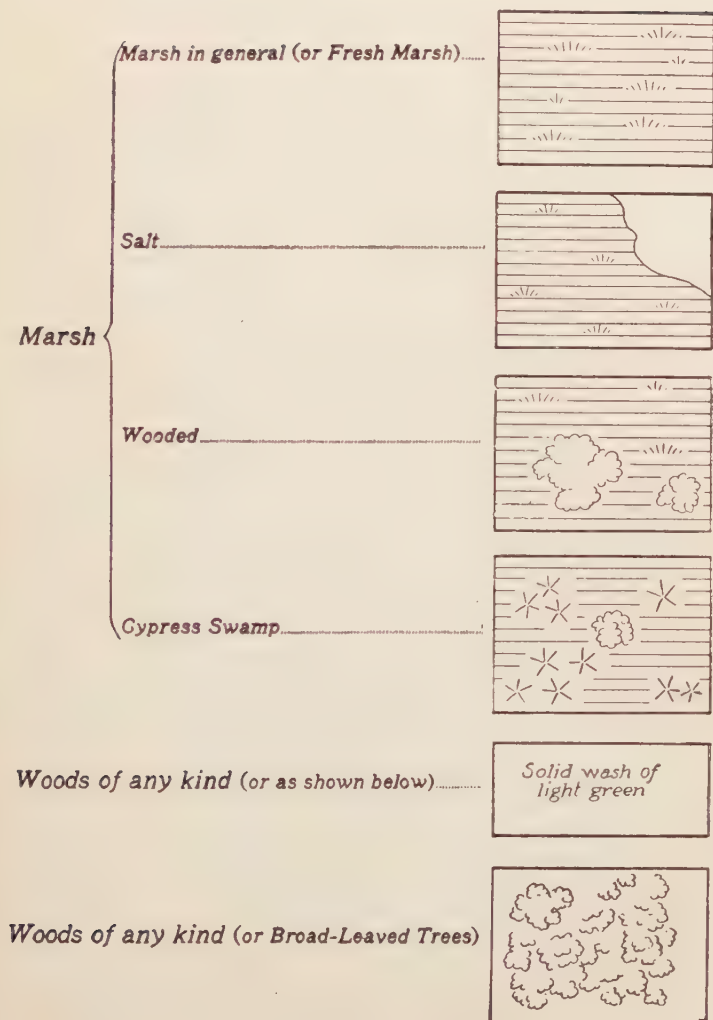 Marsh in general (or Fresh Marsh)
Salt
Marsh
Wooded
Cypress Swamp
Woods of any kind (or as shown below)
Solid wash of
light green
Woods of any kind (or Broad-Leaved Trees)